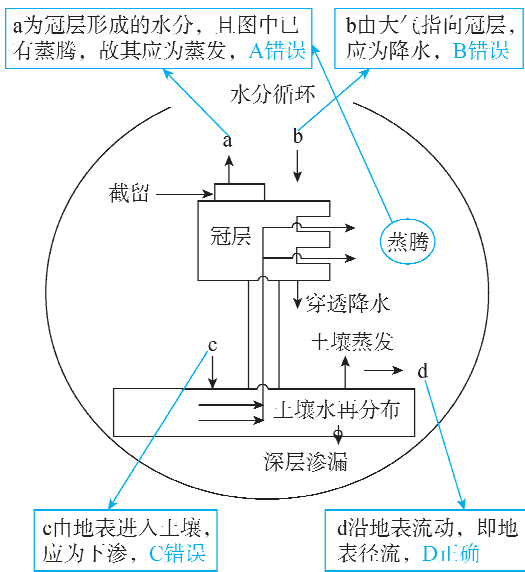 a为冠层形成的水分，且图中已
有蒸腾，故其应为蒸发，A错误
b由大气指向冠层，
应为降水，B错误
水分循环
a
b
截留
冠层
蒸腾
穿透降水
c
土壤蒸发
d
土壤水再分布
深层渗漏
c由地表进入土壤，
应为下渗，C错误
d沿地表流动，即地
表径流，D正确